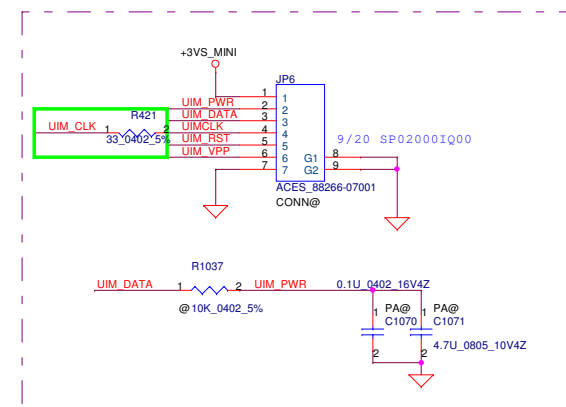 +3VS_MINI
JP6
1 1
UIM_PWR 2 2
UIM_DATA 3 3
R421
UIM_CLK 1 2 UIMCLK 4 4
33_0402_5%
UIM_RST 5 5
9/20 SP02000IQ00
UIM_VPP 6 6 G1 8
7 7 G2 9
ACES_88266-07001
CONN@
R1037
UIM_DATA 1 2 UIM_PWR 0.1U_0402_16V4Z
@10K_0402_5%
1 PA@ 1 PA@
C1070 C1071
4.7U_0805_10V4Z
2 2